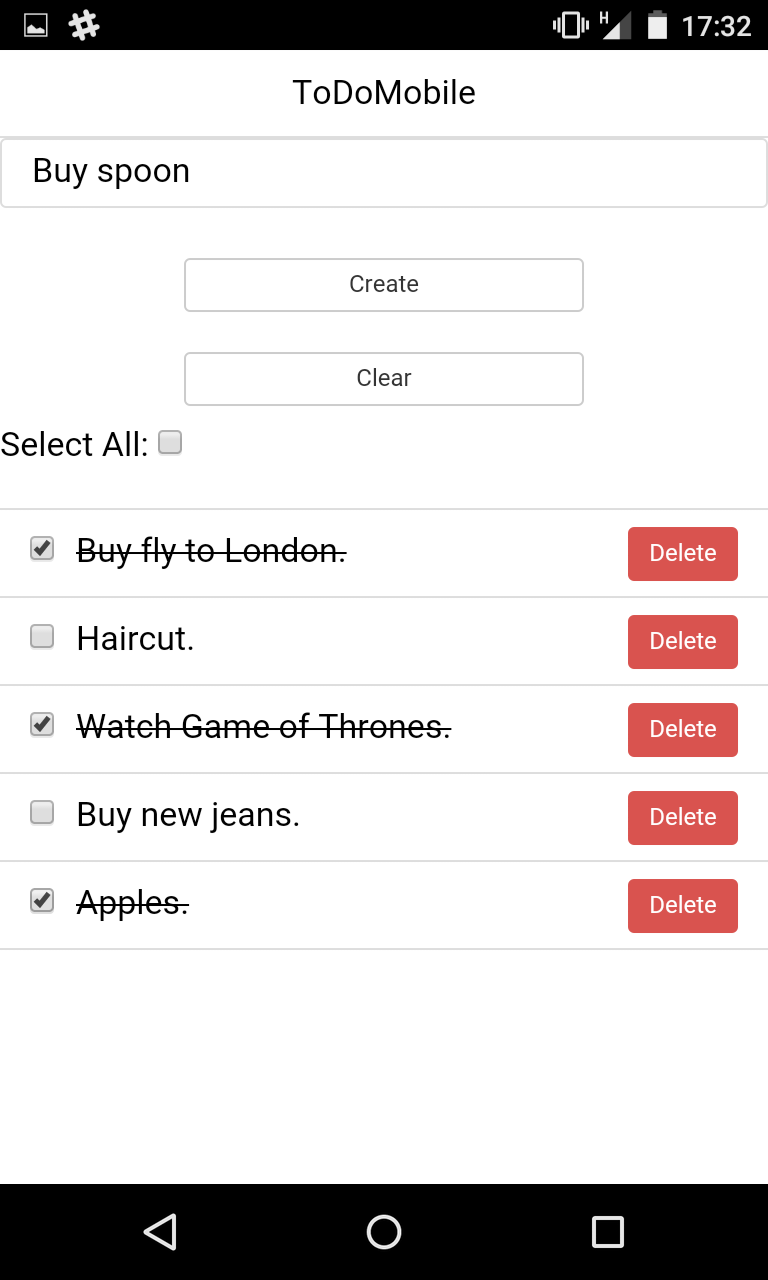 H 17:32
ToDoMobile
Buy spoon
Create
Clear
Select All:
Buy fly to London. Delete
Haircut. Delete
Watch Game of Thrones. Delete
Buy new jeans. Delete
Apples. Delete